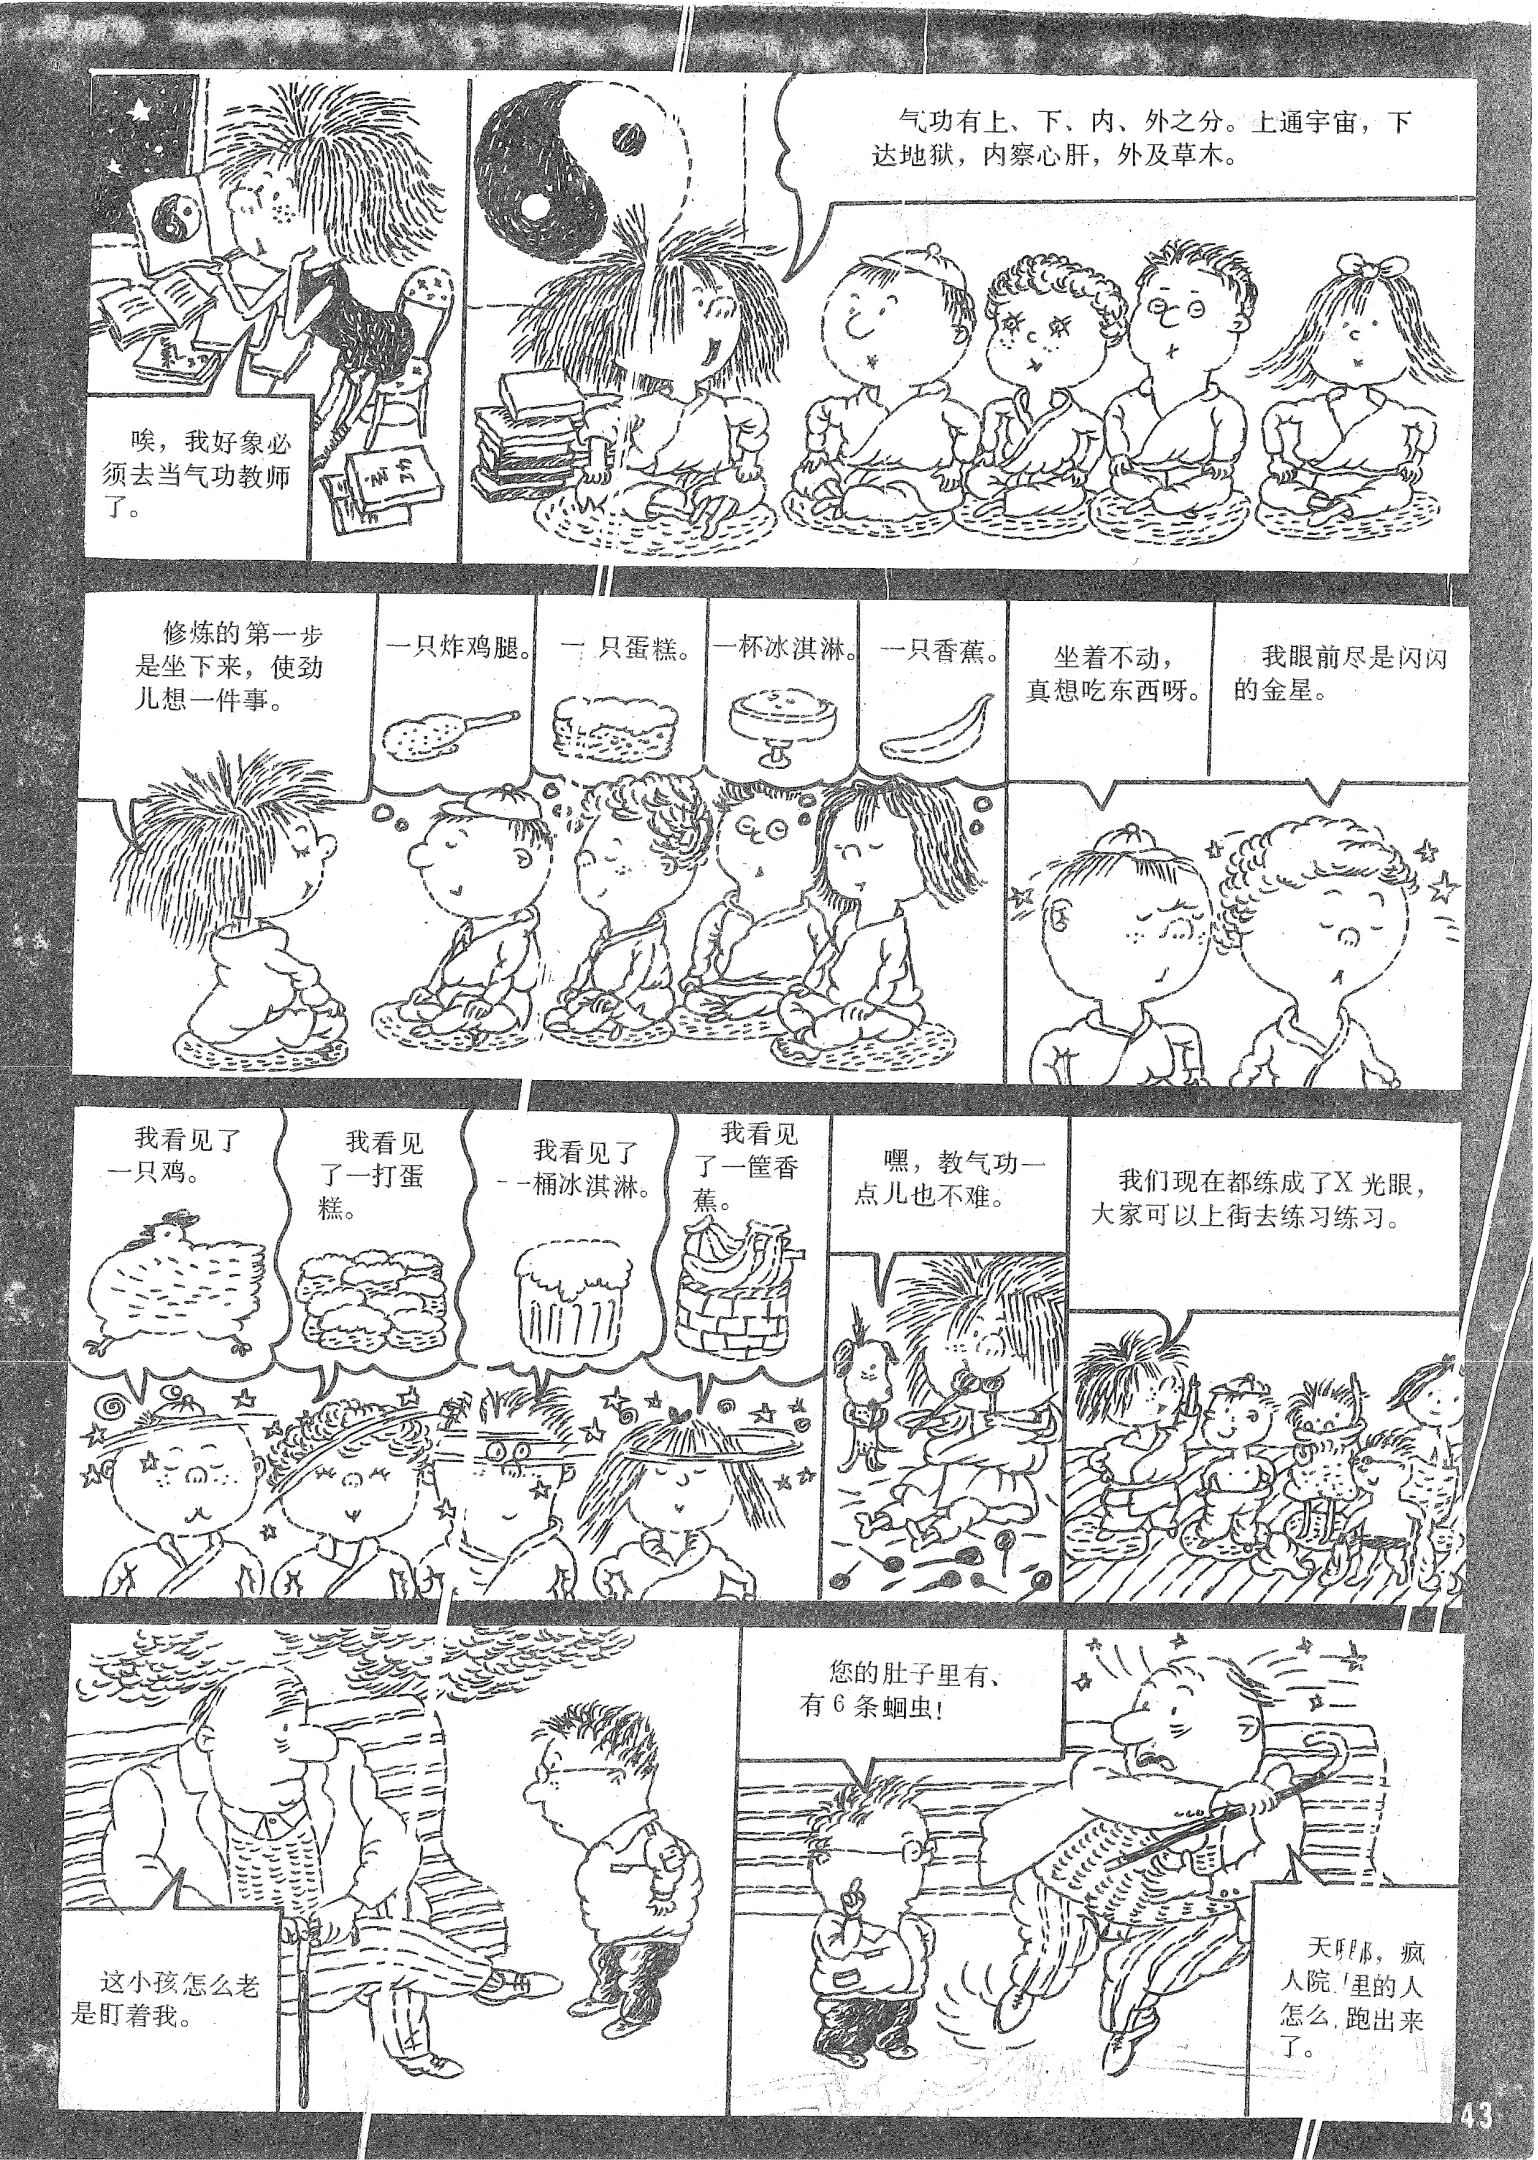 唉，我好象必
须去当气功教师
了。
气功
气功有上、下、内、外之分。上通宇宙，下
达地狱，内察心肝，外及草木。
修炼的第一步
是坐下来，使劲
儿想一件事。
一只炸鸡腿。
一只蛋糕。
一杯冰淇淋。
一只香蕉。
坐着不动，
真想吃东西呀。
我眼前尽是闪闪
的金星。
我看见了
一只鸡。
我看见
了一打蛋
糕。
我看见了
一桶冰淇淋。
我看见
了一筐香
蕉。
嘿，教气功一
点儿也不难。
我们现在都练成了X光眼，
大家可以上街去练习练习。
这小孩怎么老
是盯着我。
您的肚子里有、
有6条蛔虫！
天哪，疯
人院里的人
怎么跑出来
了。
43